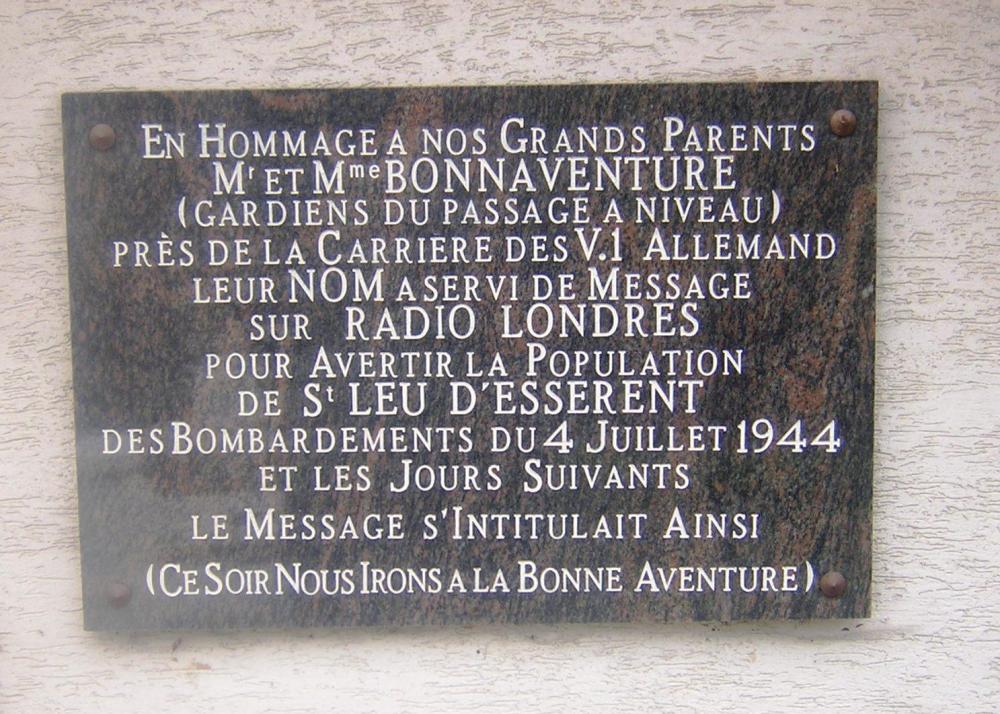 EN HOMMAGE A NOS GRANDS PARENTS
Mr ET Mme BONNAVENTURE
(GARDIENS DU PASSAGE A NIVEAU)
PRÈS DE LA CARRIERE DES V.1 ALLEMAND
LEUR NOM A SERVI DE MESSAGE
SUR RADIO LONDRES
POUR AVERTIR LA POPULATION
DE St LEU D'ESSERENT
DES BOMBARDEMENTS DU 4 JUILLET 1944
ET LES JOURS SUIVANTS
LE MESSAGE S'INTITULAIT AINSI
(CE SOIR NOUS IRONS A LA BONNE AVENTURE)